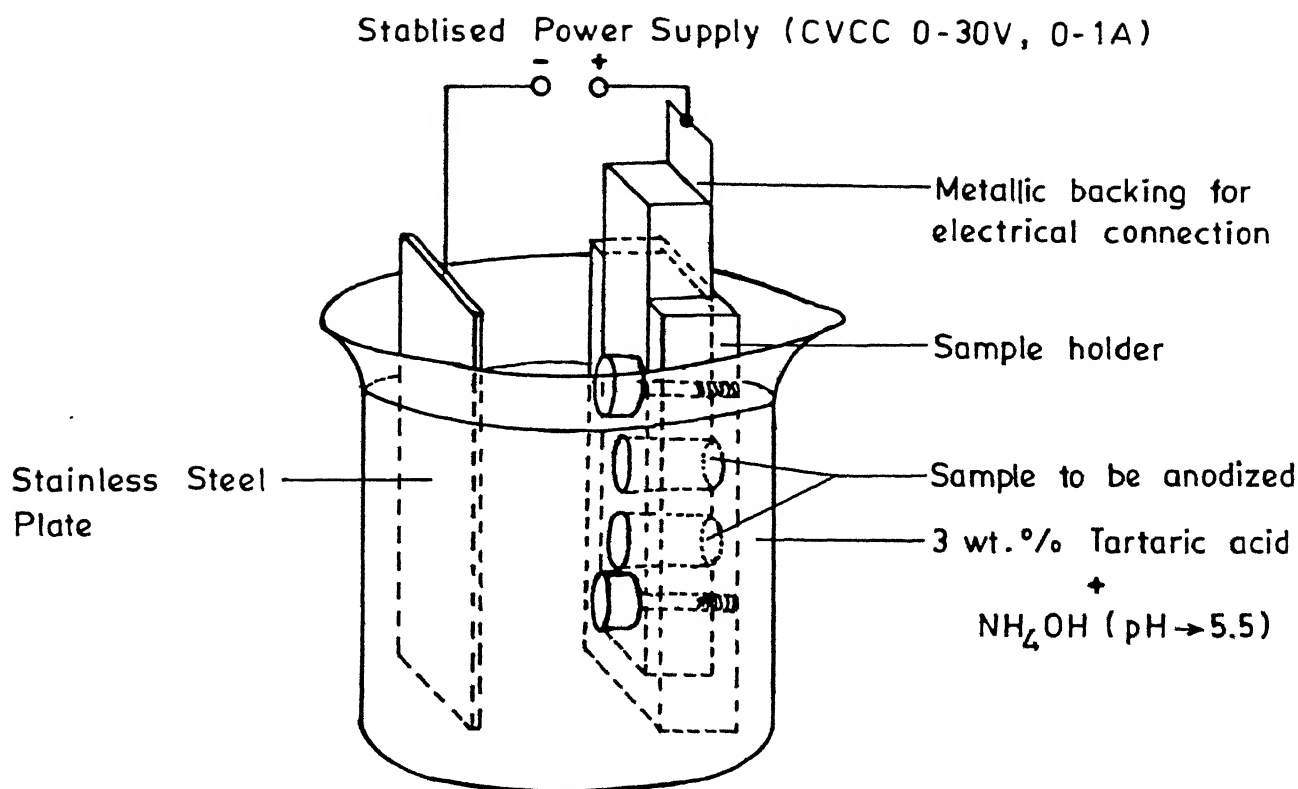 Stablised Power Supply (CVCC 0-30V, 0-1A)
- +
Metallic backing for
electrical connection
Sample holder
Stainless Steel
Plate
Sample to be anodized
3 wt.% Tartaric acid
+
NH₄OH (pH→5.5)